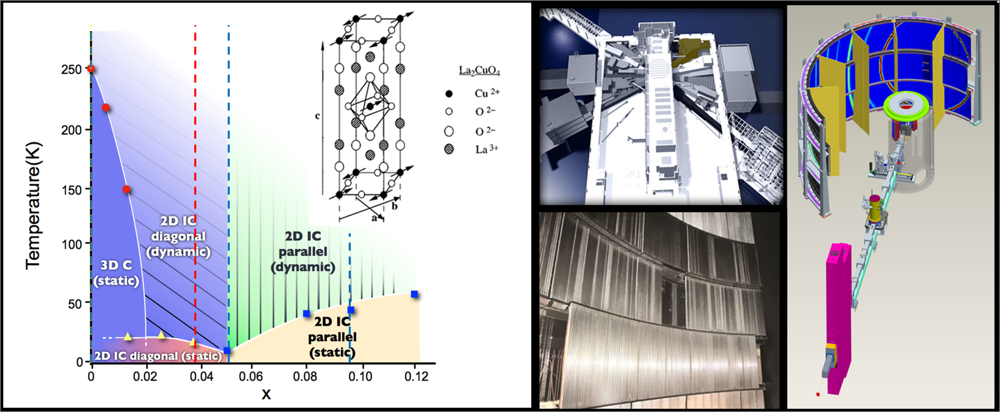 Temperature(K)
250
200
150
100
50
0
0
0.02
0.04
0.06
0.08
0.10
0.12
X
3D C
(static)
2D IC
diagonal
(dynamic)
2D IC
parallel
(dynamic)
2D IC
parallel
(static)
2D IC diagonal (static)
c
b
a
La₂CuO₄
Cu 2+
O 2−
O 2−
La 3+